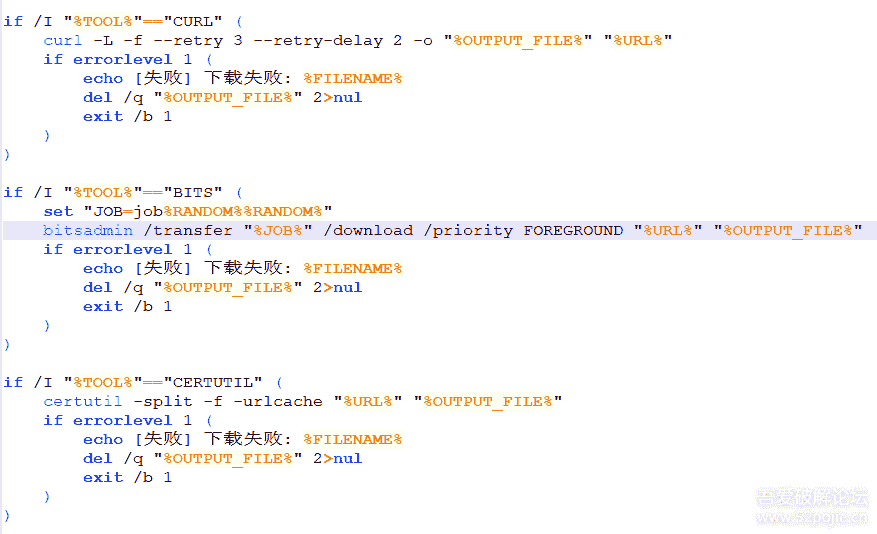 if /I "%TOOL%"=="CURL" (
    curl -L -f --retry 3 --retry-delay 2 -o "%OUTPUT_FILE%" "%URL%"
    if errorlevel 1 (
        echo [失败] 下载失败: %FILENAME%
        del /q "%OUTPUT_FILE%" 2>nul
        exit /b 1
    )
)
if /I "%TOOL%"=="BITS" (
    set "JOB=job%RANDOM%%RANDOM%"
    bitsadmin /transfer "%JOB%" /download /priority FOREGROUND "%URL%" "%OUTPUT_FILE%"
    if errorlevel 1 (
        echo [失败] 下载失败: %FILENAME%
        del /q "%OUTPUT_FILE%" 2>nul
        exit /b 1
    )
)
if /I "%TOOL%"=="CERTUTIL" (
    certutil -split -f -urlcache "%URL%" "%OUTPUT_FILE%"
    if errorlevel 1 (
        echo [失败] 下载失败: %FILENAME%
        del /q "%OUTPUT_FILE%" 2>nul
        exit /b 1
    )
)
吾爱破解论坛
www.52pojie.cn